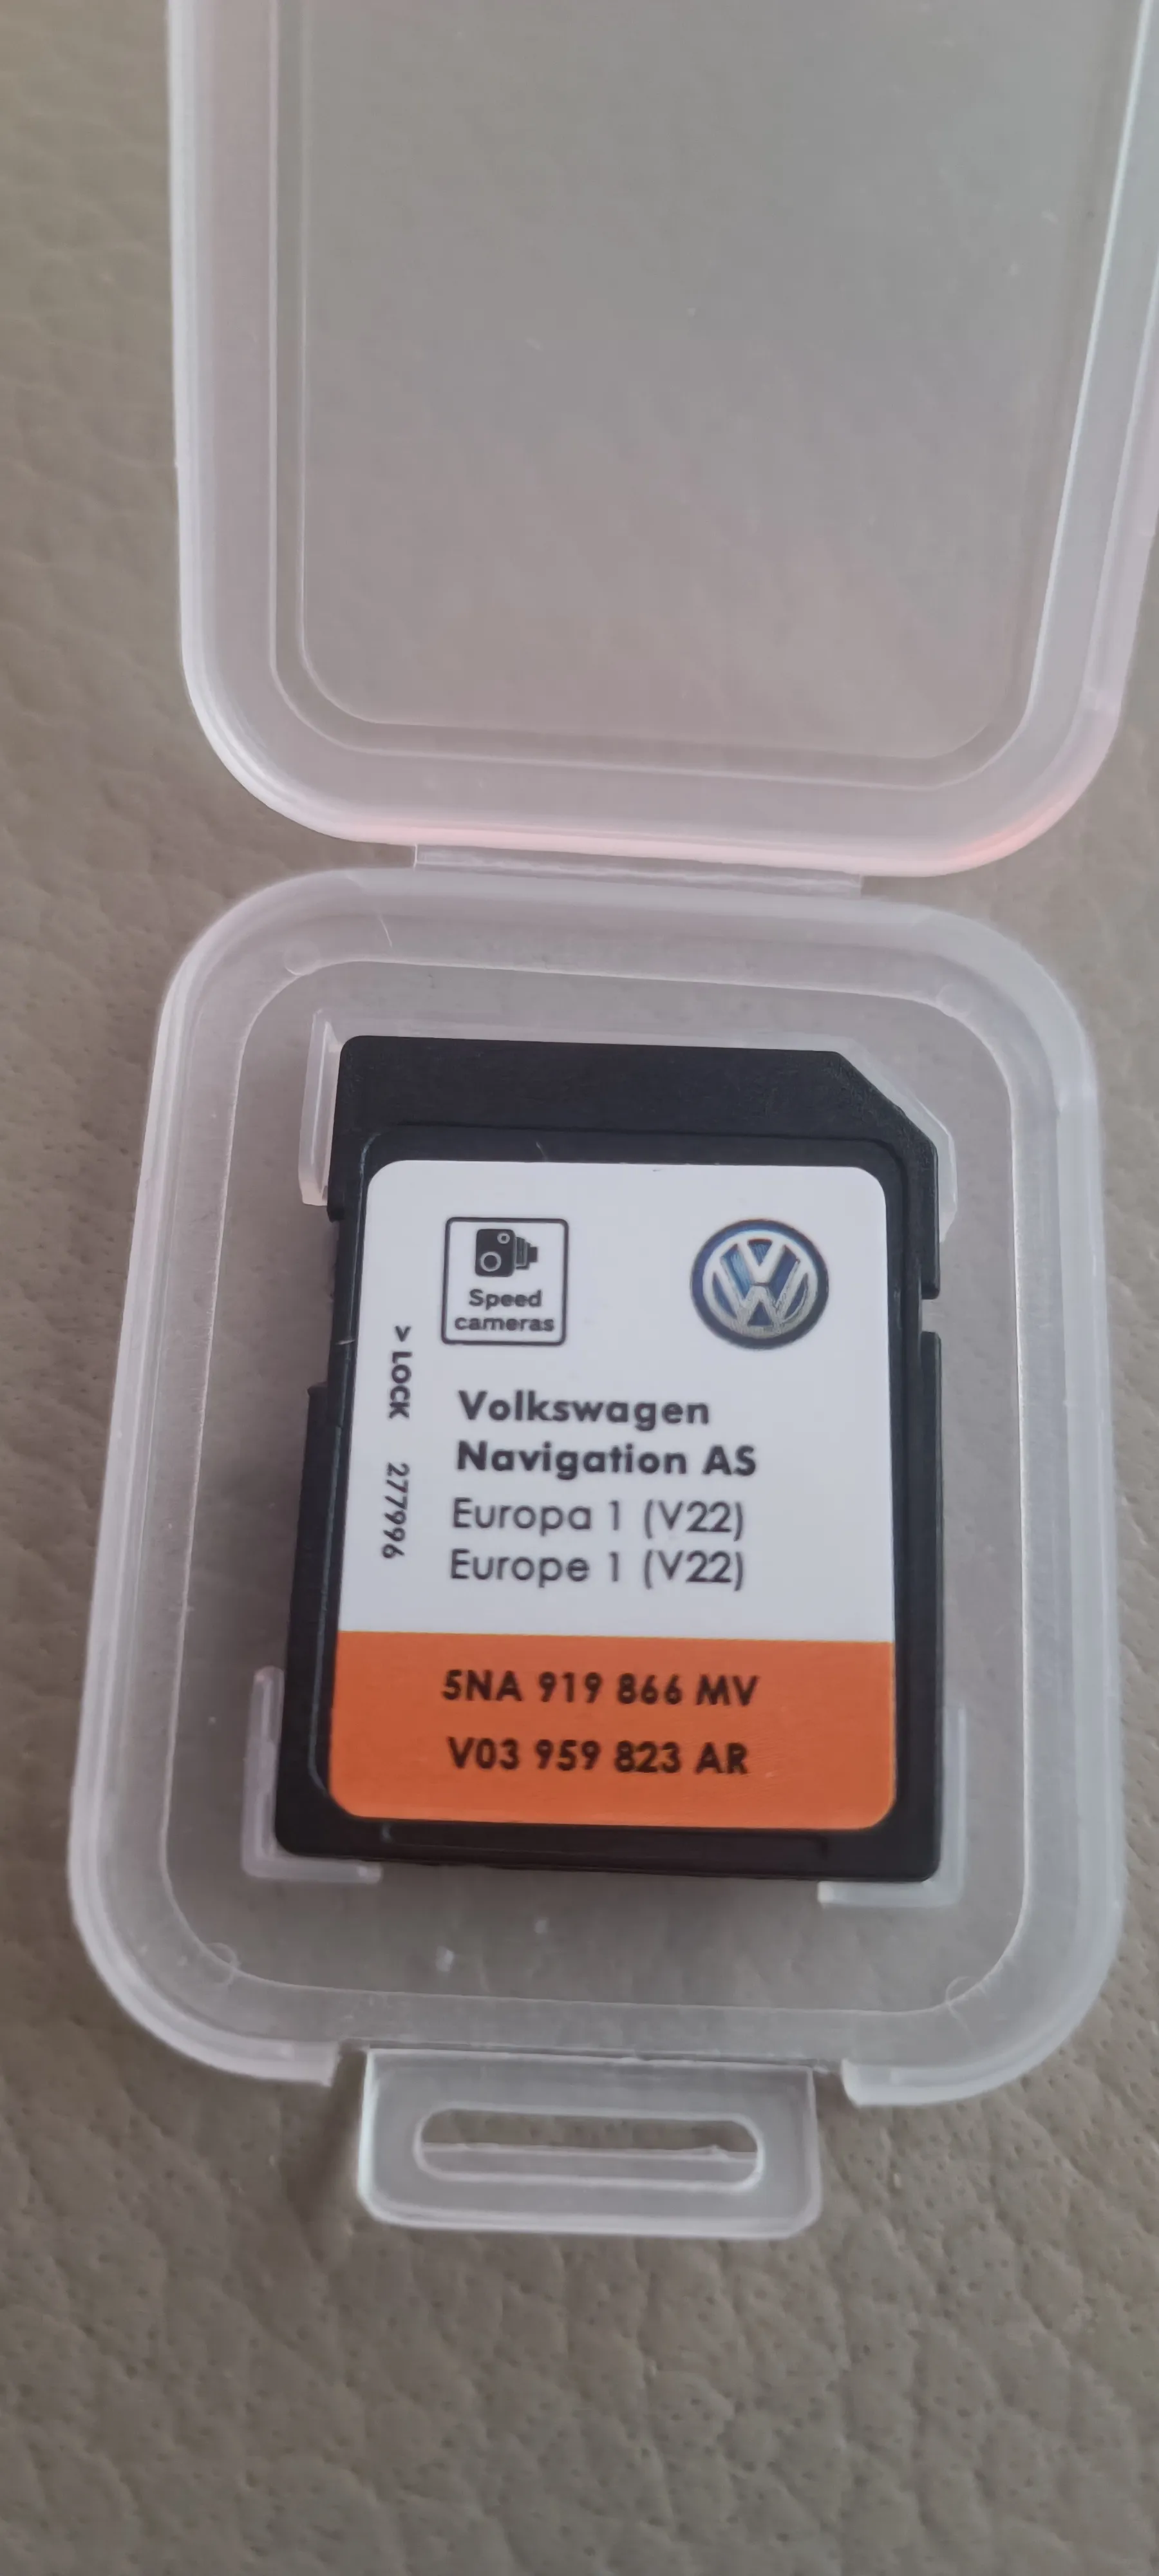 Speed
cameras
> LOCK 277996
Volkswagen
Navigation AS
Europa 1 (V22)
Europe 1 (V22)
5NA 919 866 MV
V03 959 823 AR